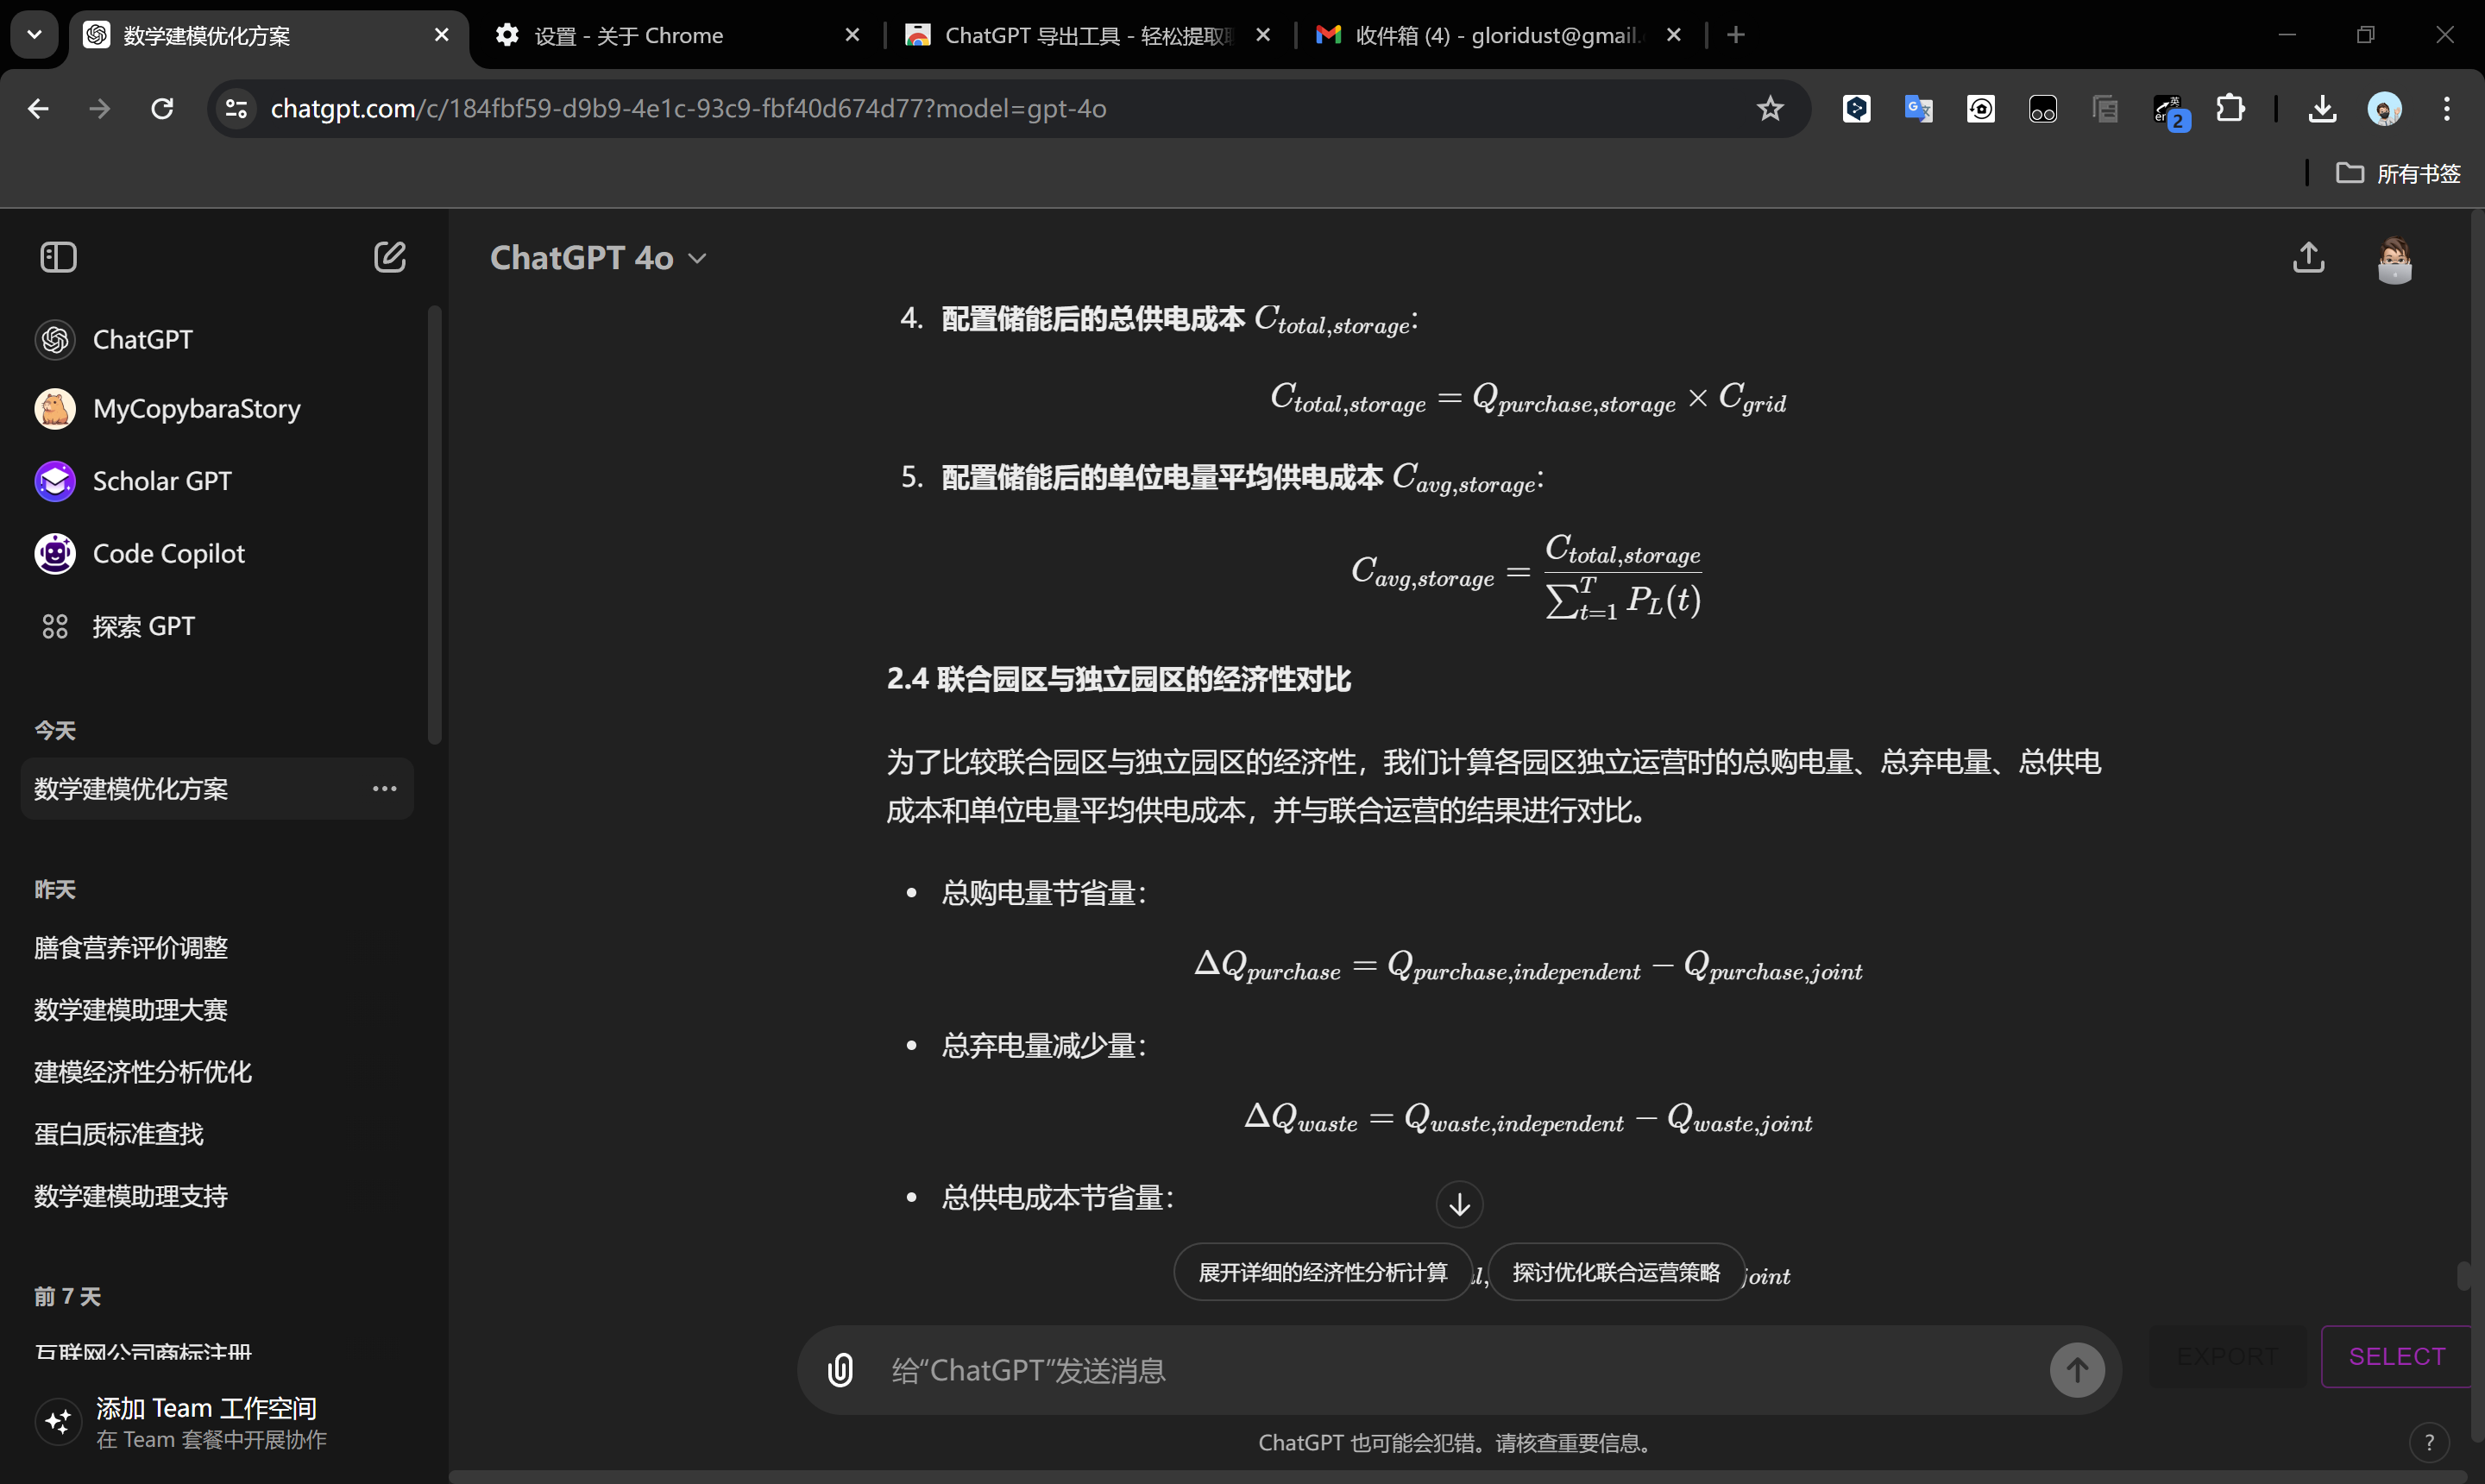 数学建模优化方案
设置 - 关于 Chrome
ChatGPT 导出工具 - 轻松提取
收件箱 (4) - gloridust@gmail.
chatgpt.com/c/184fbf59-d9b9-4e1c-93c9-fbf40d674d77?model=gpt-4o
2
所有书签
ChatGPT
MyCopybaraStory
Scholar GPT
Code Copilot
探索 GPT
今天
数学建模优化方案
昨天
膳食营养评价调整
数学建模助理大赛
建模经济性分析优化
蛋白质标准查找
数学建模助理支持
前 7 天
互联网公司商标注册
添加 Team 工作空间
在 Team 套餐中开展协作
ChatGPT 4o
4. 配置储能后的总供电成本 C_{total,storage}:
C_{total,storage} = Q_{purchase,storage} × C_{grid}
5. 配置储能后的单位电量平均供电成本 C_{avg,storage}:
C_{avg,storage} = \frac{C_{total,storage}}{\sum_{t=1}^{T} P_L(t)}
2.4 联合园区与独立园区的经济性对比
为了比较联合园区与独立园区的经济性，我们计算各园区独立运营时的总购电量、总弃电量、总供电
成本和单位电量平均供电成本，并与联合运营的结果进行对比。
• 总购电量节省量：
ΔQ_{purchase} = Q_{purchase,independent} − Q_{purchase,joint}
• 总弃电量减少量：
ΔQ_{waste} = Q_{waste,independent} − Q_{waste,joint}
• 总供电成本节省量：
展开详细的经济性分析计算
探讨优化联合运营策略
joint
给“ChatGPT”发送消息
EXPORT
SELECT
ChatGPT 也可能会犯错。请核查重要信息。
?